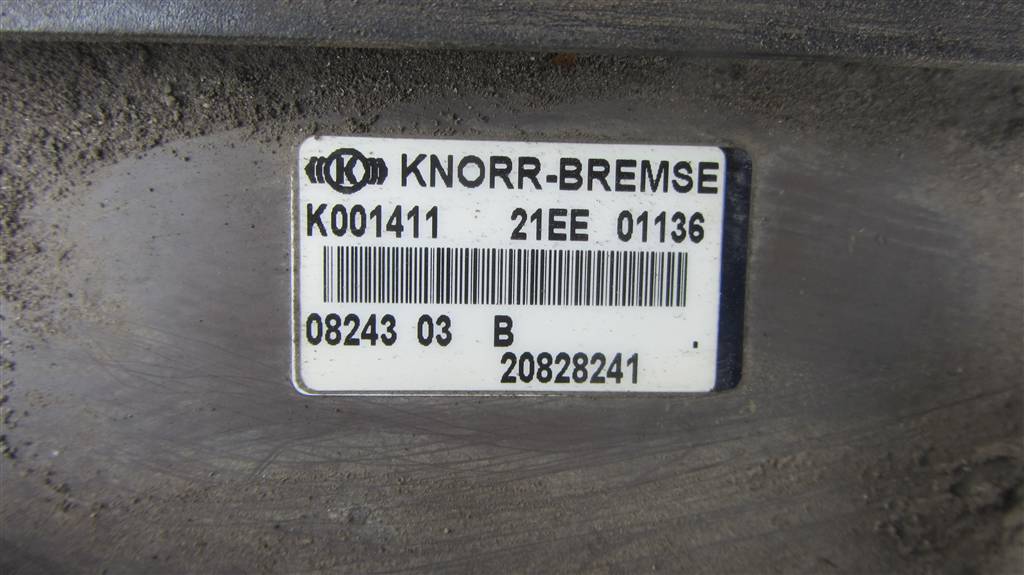 K KNORR-BREMSE
K001411 21EE 01136
08243 03 B .
20828241